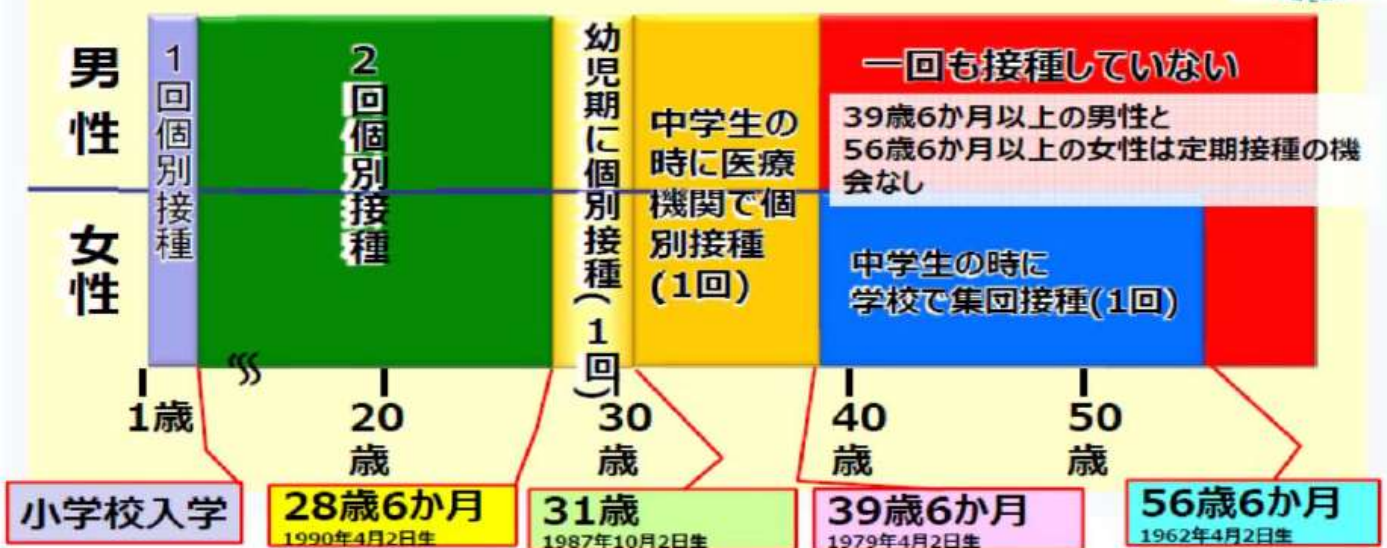 男性
1回個別接種
2回個別接種
幼児期に個別接種(1回)
中学生の
時に医療
機関で個
別接種
(1回)
一回も接種していない
39歳6か月以上の男性と
56歳6か月以上の女性は定期接種の機
会なし
女性
中学生の時に
学校で集団接種(1回)
1歳
20
歳
30
歳
40
歳
50
歳
小学校入学
28歳6か月
1990年4月2日生
31歳
1987年10月2日生
39歳6か月
1979年4月2日生
56歳6か月
1962年4月2日生